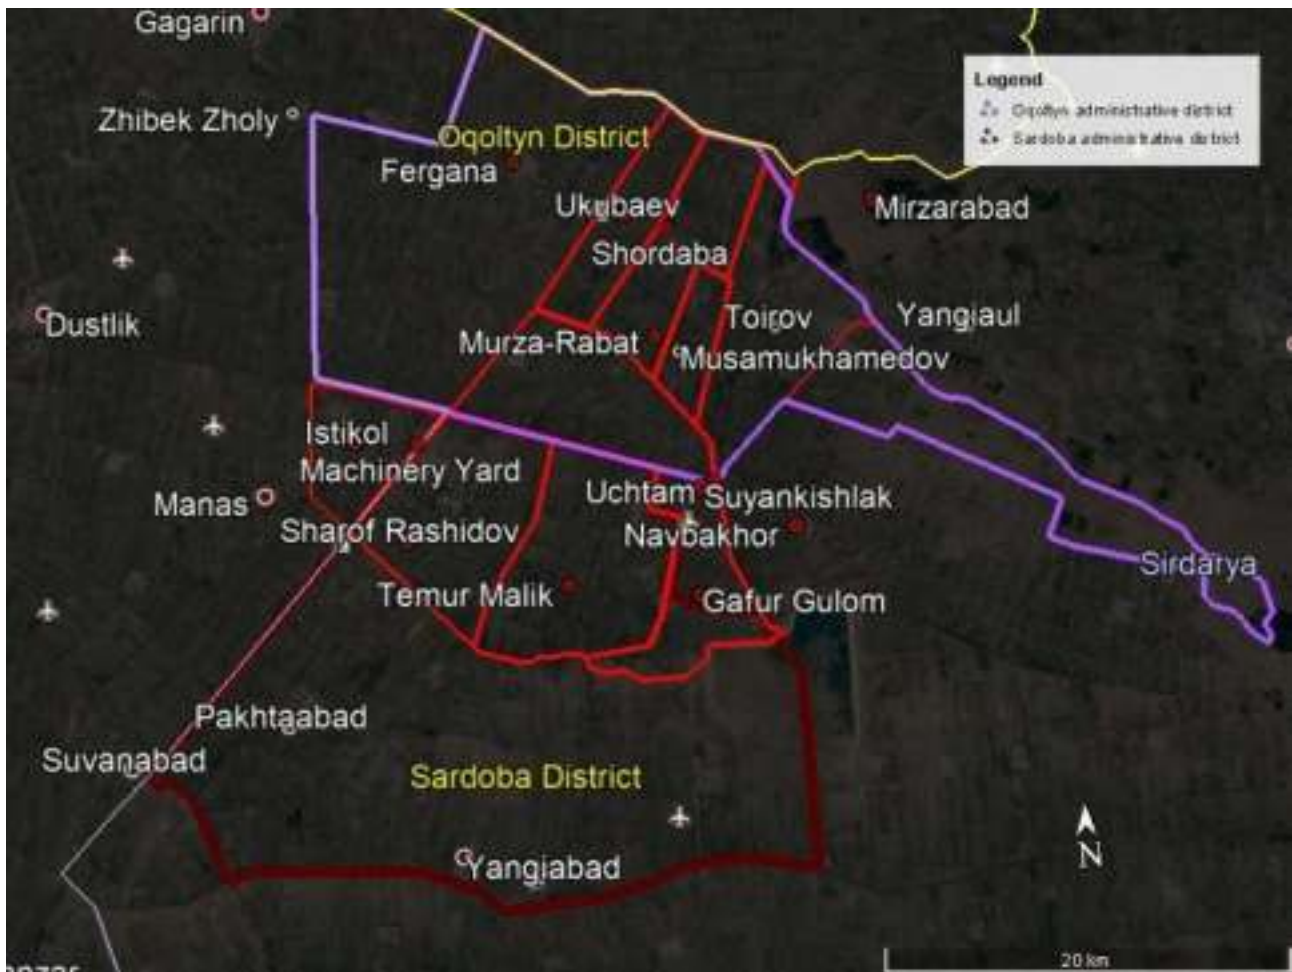 Gagarin
Legend
Oqoltyn administrative district
Sardoba administrative district
Zhibek Zholy
Oqoltyn District
Fergana
Ukubaev
Mirzarabad
Shordaba
Dustlik
Toirov
Yangiaul
Murza-Rabat
Musamukhamedov
Istikol
Machinery Yard
Manas
Uchtam
Suyankishlak
Sharof Rashidov
Navbakhor
Sirdarya
Temur Malik
Gafur Gulom
Pakhtaabad
Suvanabad
Sardoba District
Yangiabad
N
20 km